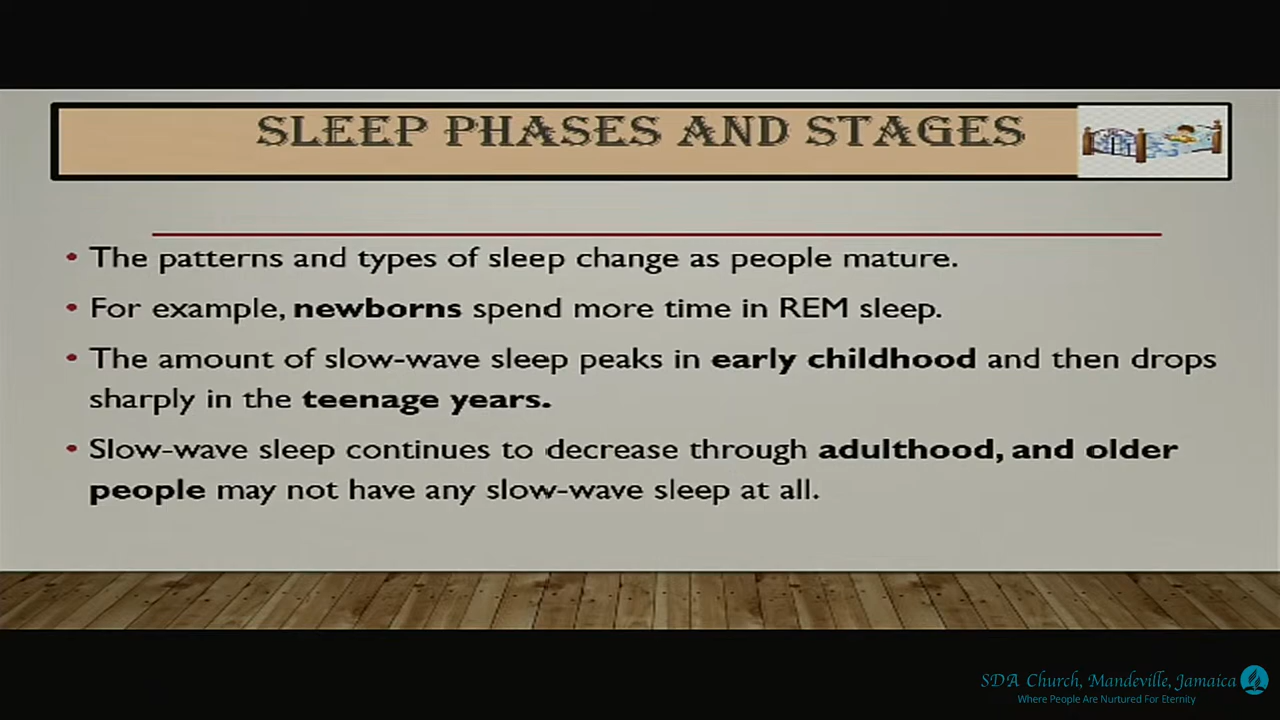 SLEEP PHASES AND STAGES
• The patterns and types of sleep change as people mature.
• For example, newborns spend more time in REM sleep.
• The amount of slow-wave sleep peaks in early childhood and then drops
sharply in the teenage years.
• Slow-wave sleep continues to decrease through adulthood, and older
people may not have any slow-wave sleep at all.
SDA Church, Mandeville, Jamaica
Where People Are Nurtured For Eternity